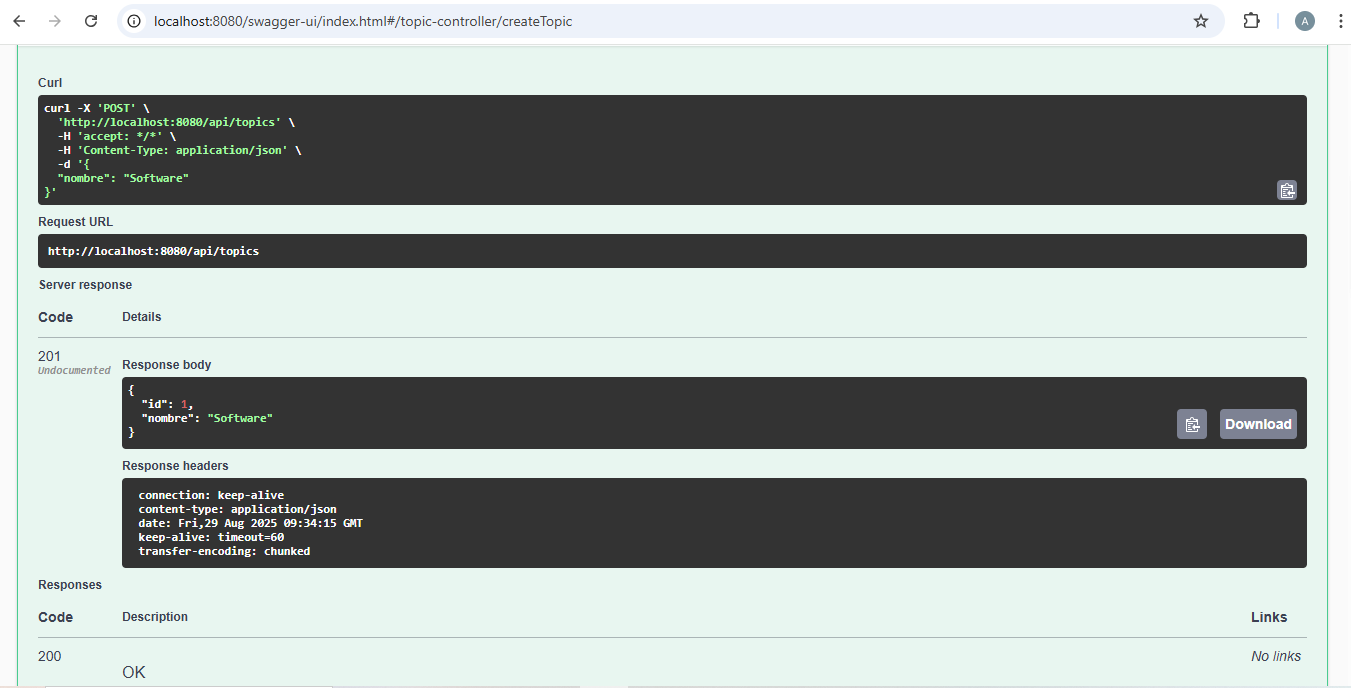 localhost:8080/swagger-ui/index.html#/topic-controller/createTopic
A
Curl
curl -X 'POST' \
  'http://localhost:8080/api/topics' \
  -H 'accept: */*' \
  -H 'Content-Type: application/json' \
  -d '{
  "nombre": "Software"
}'
Request URL
http://localhost:8080/api/topics
Server response
Code Details
201
Undocumented
Response body
{
  "id": 1,
  "nombre": "Software"
}
Download
Response headers
connection: keep-alive
content-type: application/json
date: Fri,29 Aug 2025 09:34:15 GMT
keep-alive: timeout=60
transfer-encoding: chunked
Responses
Code Description Links
200 No links
OK